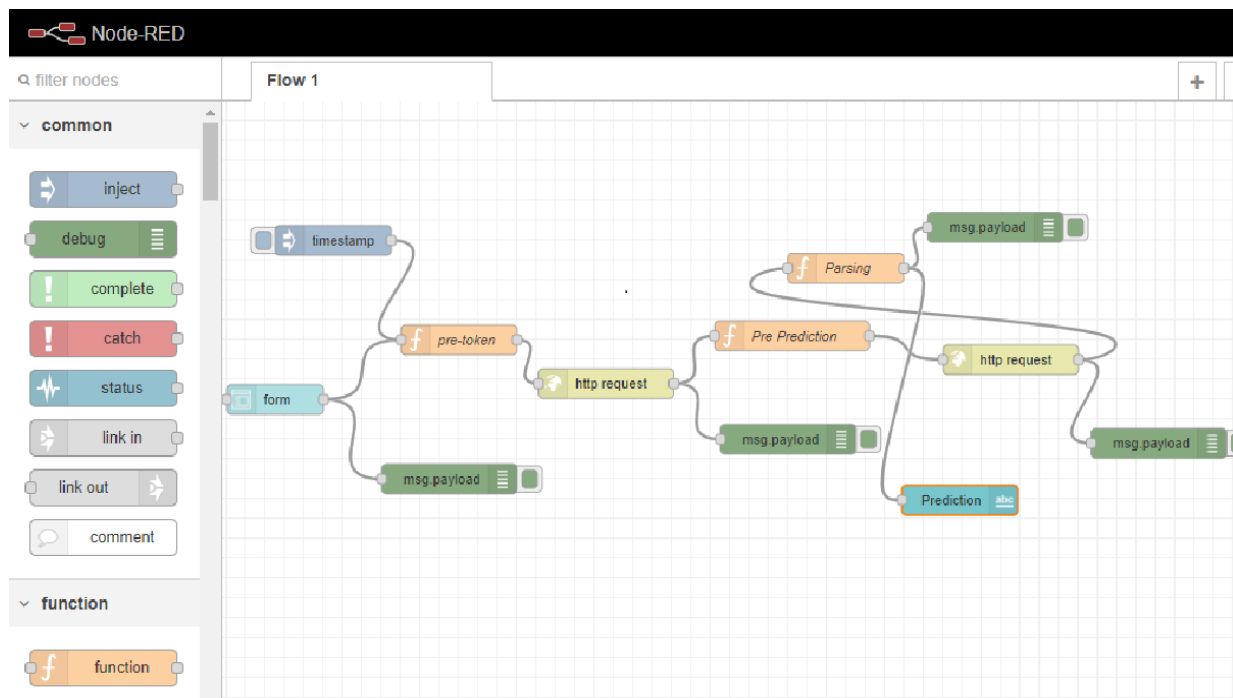 Node-RED
filter nodes
Flow 1
+
common
inject
debug
complete
catch
status
link in
link out
comment
function
function
timestamp
form
pre-token
msg.payload
http request
Pre Prediction
msg.payload
Parsing
msg.payload
http request
msg.payload
Prediction
abc